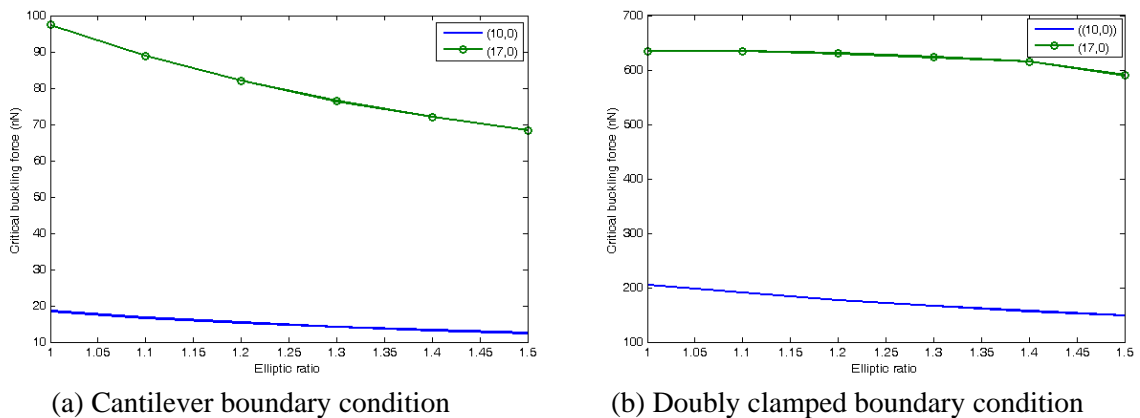 100
90
80
70
60
50
40
30
20
10
Critical buckling force (nN)
1 1.05 1.1 1.15 1.2 1.25 1.3 1.35 1.4 1.45 1.5
Elliptic ratio
(10,0)
(17,0)
(a) Cantilever boundary condition
700
600
500
400
300
200
100
Critical buckling force (nN)
1 1.05 1.1 1.15 1.2 1.25 1.3 1.35 1.4 1.45 1.5
Elliptic ratio
((10,0))
(17,0)
(b) Doubly clamped boundary condition